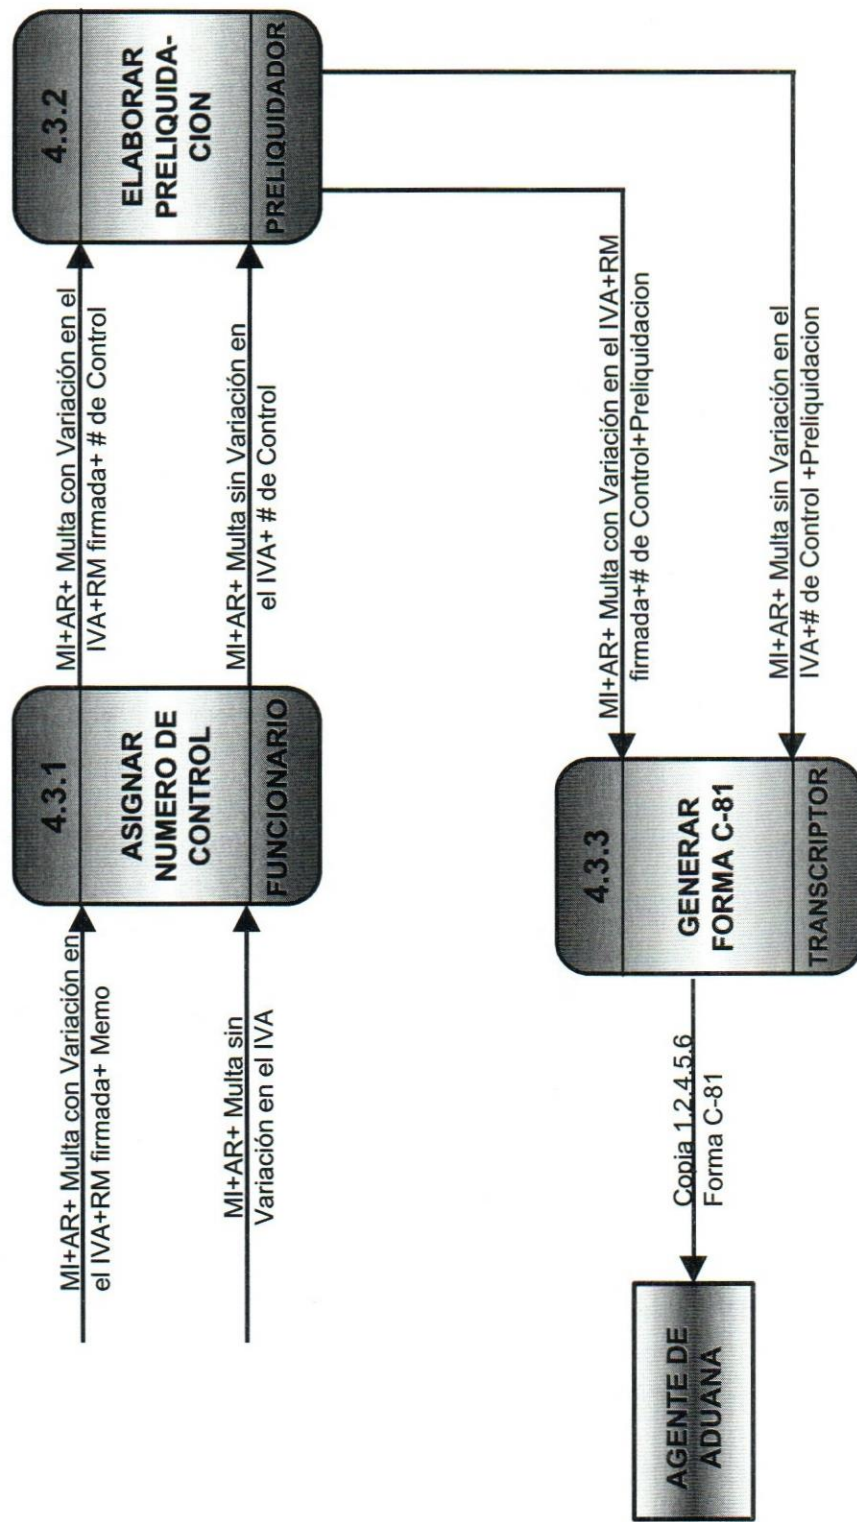 MI+AR+ Multa con Variación en
el IVA+RM firmada+ Memo
MI+AR+ Multa sin
Variación en el IVA
4.3.1
ASIGNAR
NUMERO DE
CONTROL
FUNCIONARIO
MI+AR+ Multa con Variación en el
IVA+RM firmada+ # de Control
MI+AR+ Multa sin Variación en
el IVA+ # de Control
4.3.2
ELABORAR
PRELIQUIDA-
CION
PRELIQUIDADOR
MI+AR+ Multa con Variación en el IVA+RM
firmada+# de Control+Preliquidacion
MI+AR+ Multa sin Variación en el
IVA+# de Control +Preliquidacion
4.3.3
GENERAR
FORMA C-81
TRANSCRIPTOR
Copia 1.2.4.5.6
Forma C-81
AGENTE DE
ADUANA